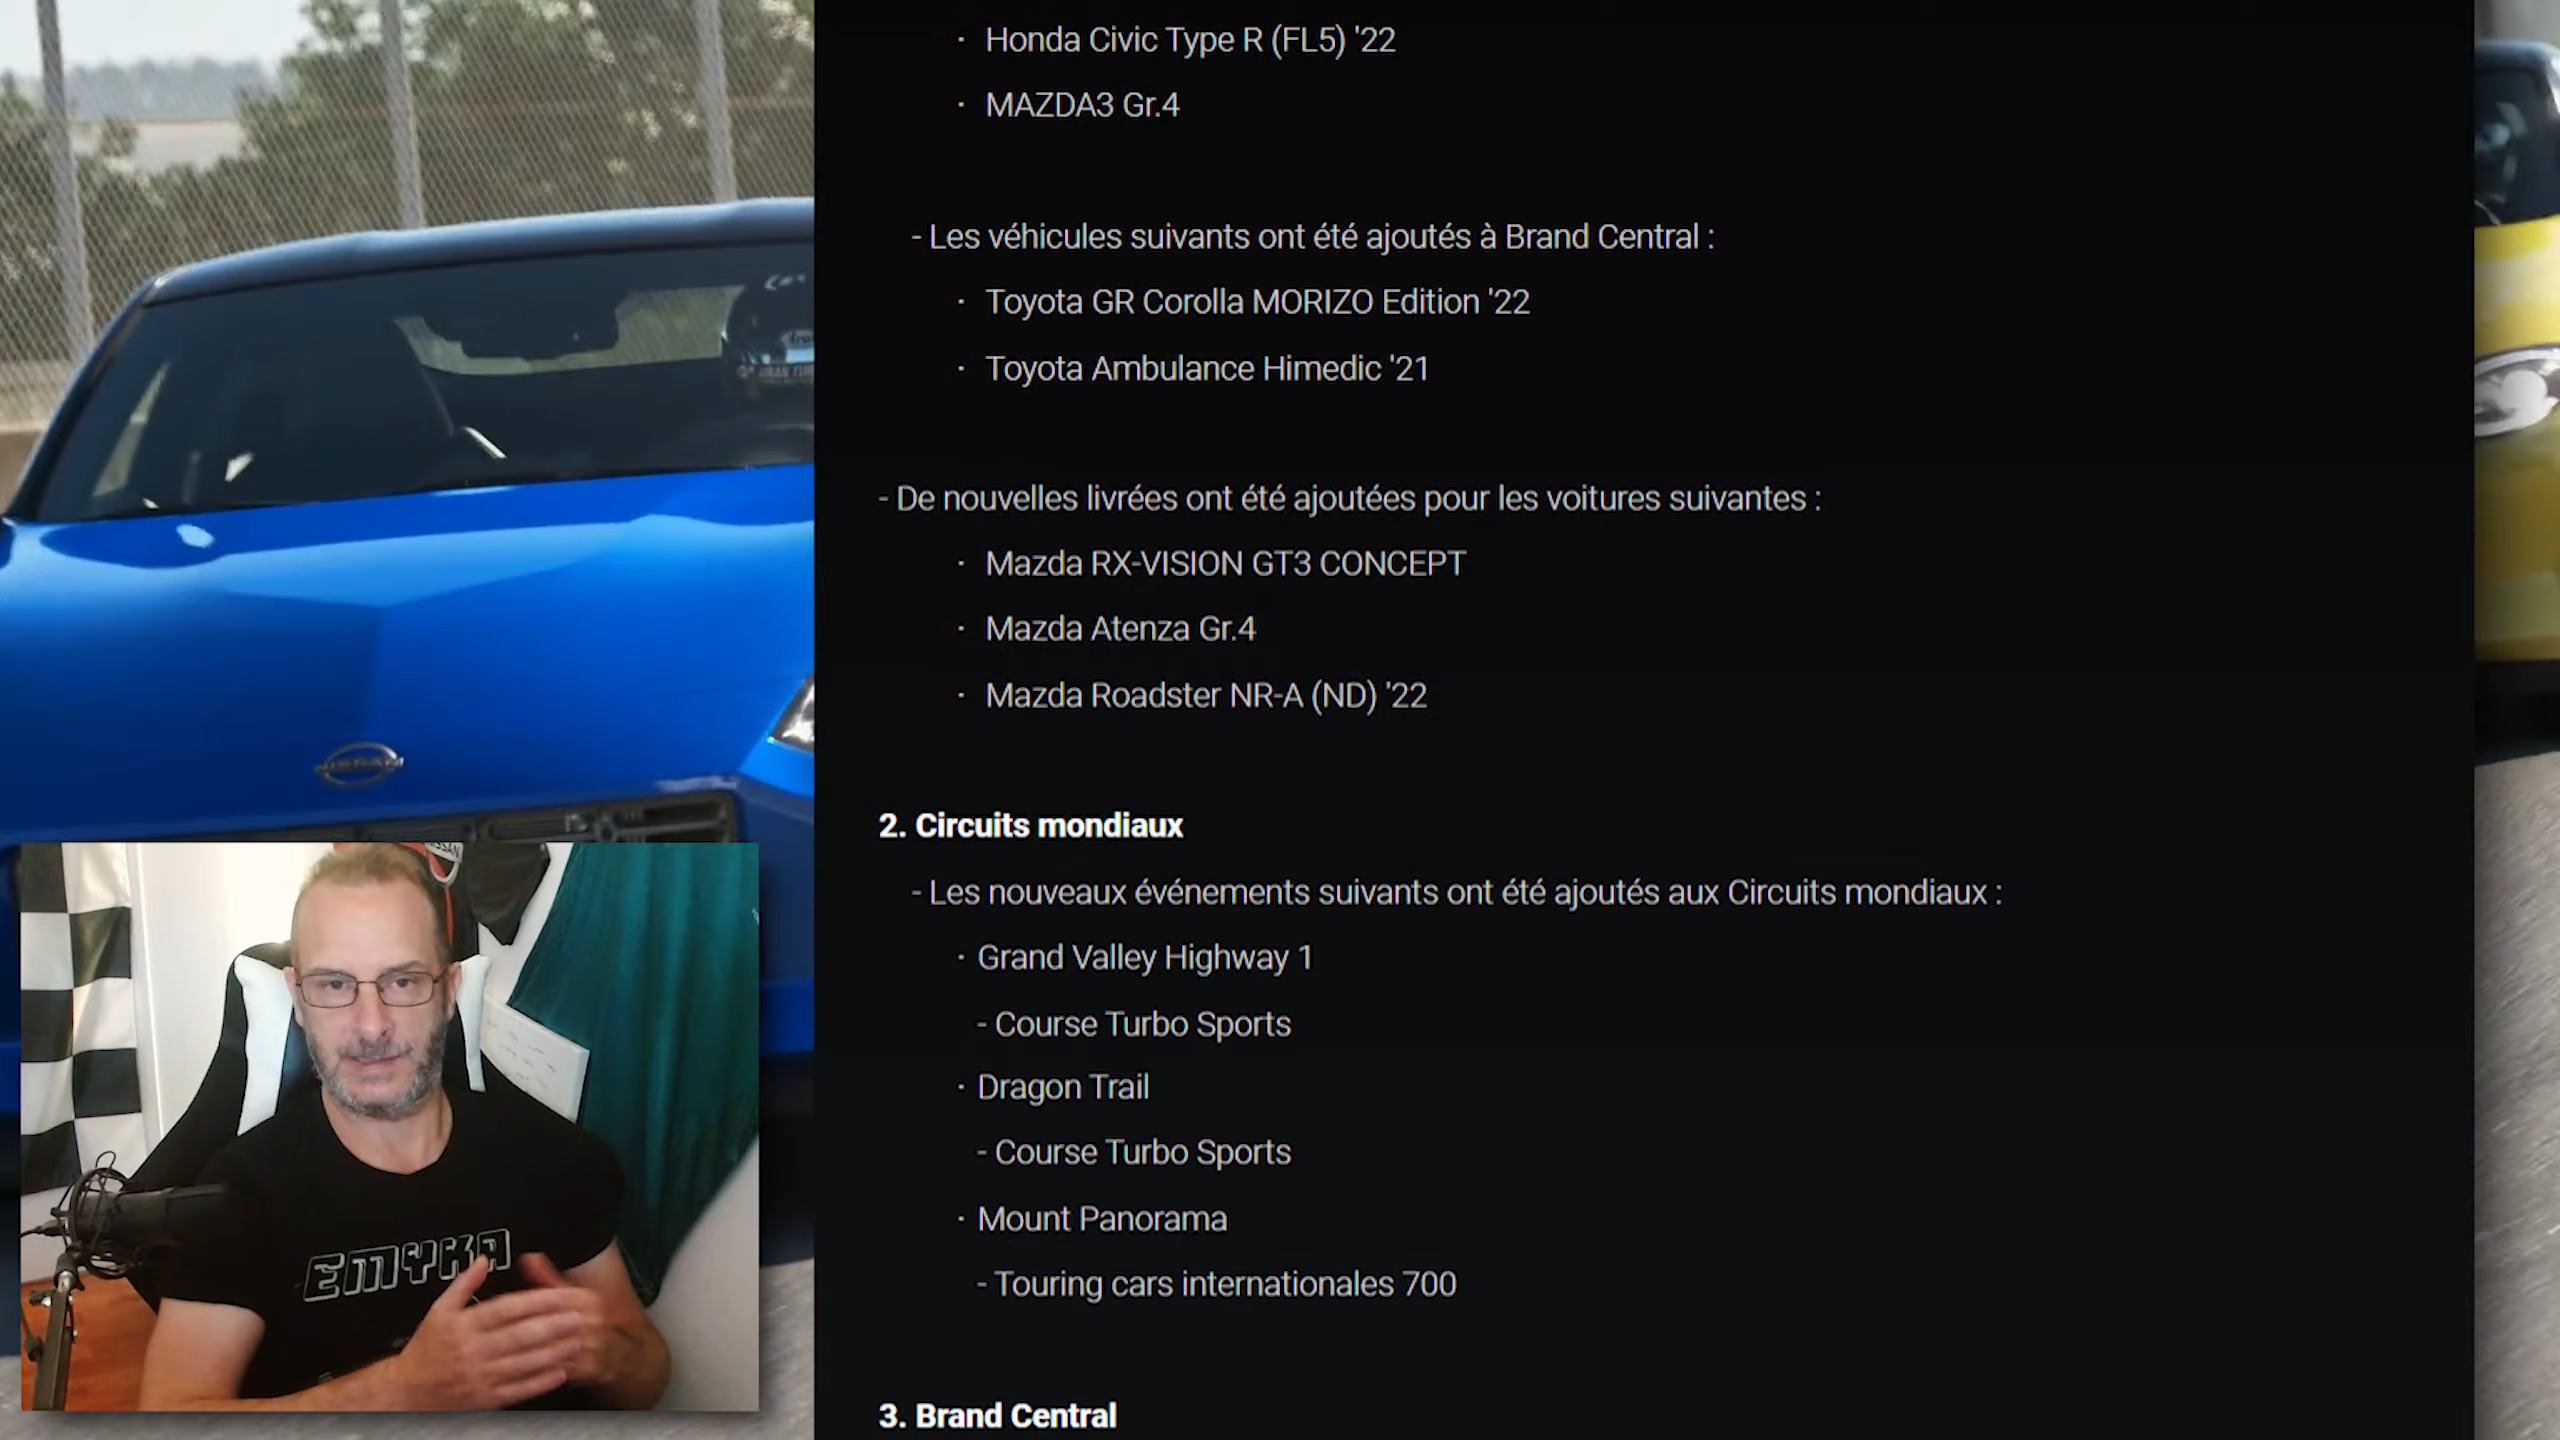 · Honda Civic Type R (FL5) '22
· MAZDA3 Gr.4
- Les véhicules suivants ont été ajoutés à Brand Central :
· Toyota GR Corolla MORIZO Edition '22
· Toyota Ambulance Himedic '21
- De nouvelles livrées ont été ajoutées pour les voitures suivantes :
· Mazda RX-VISION GT3 CONCEPT
· Mazda Atenza Gr.4
· Mazda Roadster NR-A (ND) '22
2. Circuits mondiaux
- Les nouveaux événements suivants ont été ajoutés aux Circuits mondiaux :
· Grand Valley Highway 1
- Course Turbo Sports
· Dragon Trail
- Course Turbo Sports
· Mount Panorama
- Touring cars internationales 700
3. Brand Central
NISSAN
EMYKA